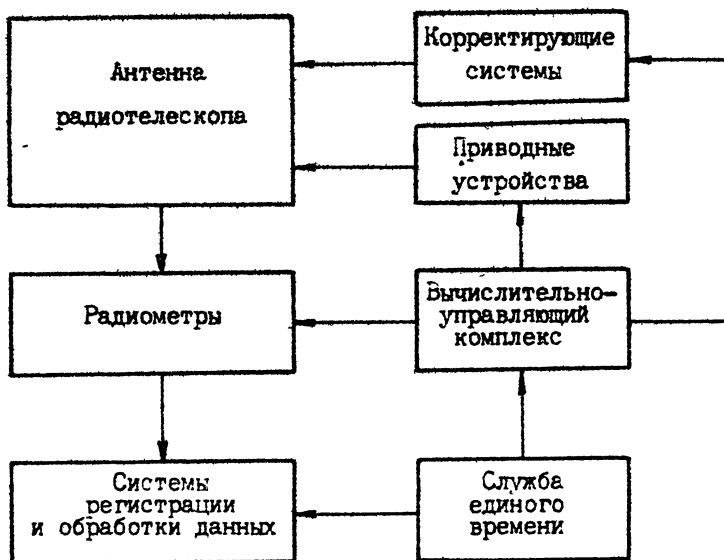 Антенна
радиотелескопа
Корректирующие
системы
Приводные
устройства
Радиометры
Вычислительно-
управляющий
комплекс
Системы
регистрации
и обработки данных
Служба
единого
времени